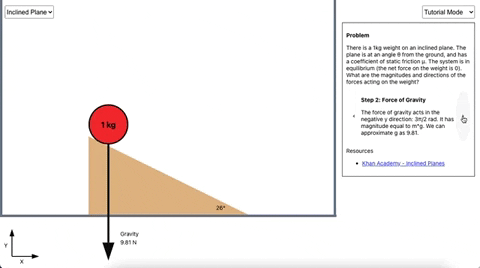 Inclined Plane
Tutorial Mode
Problem
There is a 1kg weight on an inclined plane. The
plane is at an angle θ from the ground, and has
a coefficient of static friction μ. The system is in
equilibrium (the net force on the weight is 0).
What are the magnitudes and directions of the
forces acting on the weight?
Step 2: Force of Gravity
The force of gravity acts in the
negative y direction: 3π/2 rad. It has
magnitude equal to m*g. We can
approximate g as 9.81.
Resources
Khan Academy - Inclined Planes
1 kg
26°
Gravity
9.81 N
Y
X